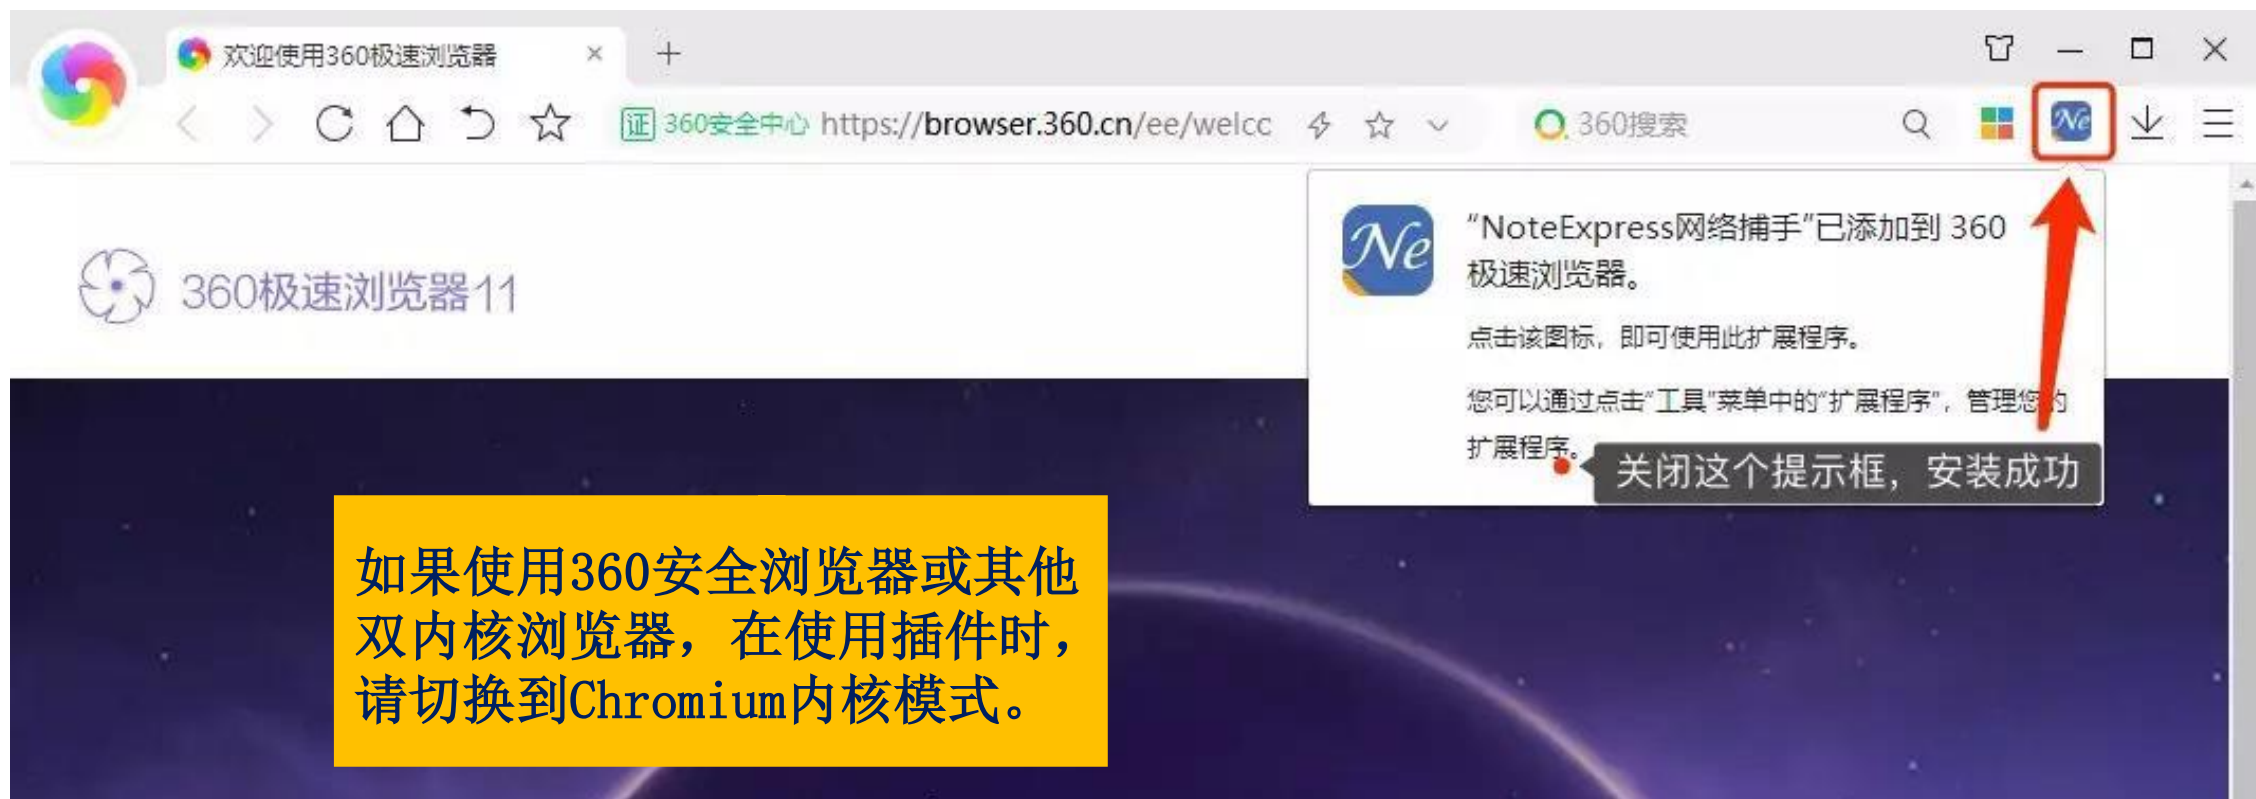 欢迎使用360极速浏览器
证 360安全中心 https://browser.360.cn/ee/welcc
360搜索
Ne
360极速浏览器11
Ne
“NoteExpress网络捕手”已添加到 360
极速浏览器。
点击该图标，即可使用此扩展程序。
您可以通过点击“工具”菜单中的“扩展程序”，管理您的
扩展程序。
关闭这个提示框，安装成功
如果使用360安全浏览器或其他
双内核浏览器，在使用插件时，
请切换到Chromium内核模式。